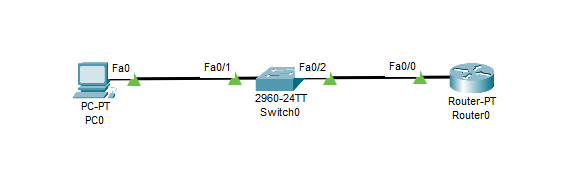 Fa0
Fa0/1
Fa0/2
Fa0/0
PC-PT
PC0
2960-24TT
Switch0
Router-PT
Router0